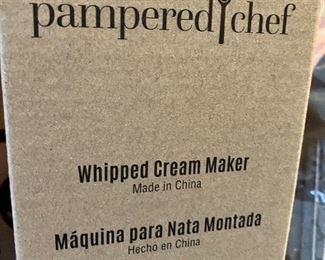 pampered chef
Whipped Cream Maker
Made in China
Máquina para Nata Montada
Hecho en China